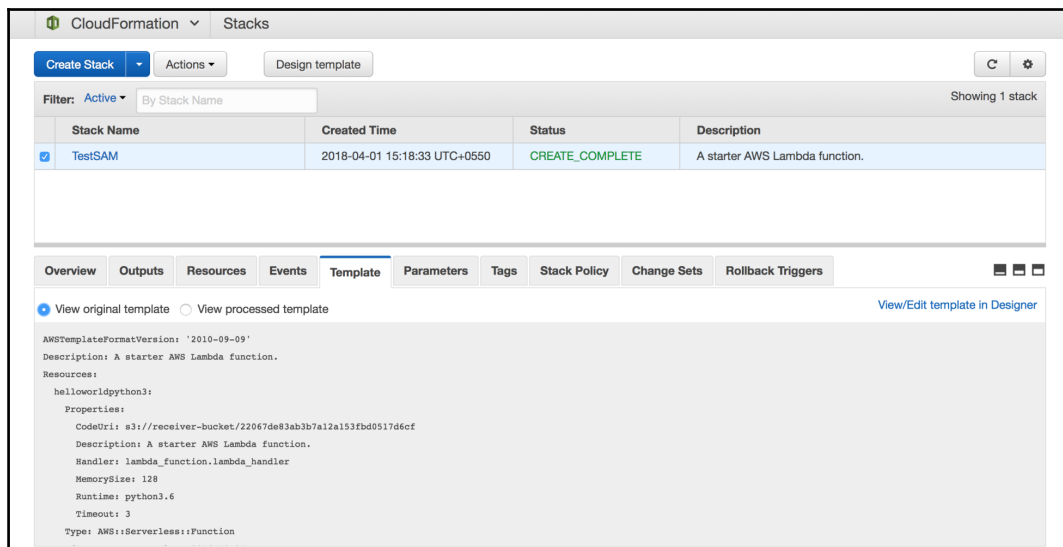 CloudFormation Stacks
Create Stack Actions Design template
Filter: Active By Stack Name Showing 1 stack
Stack Name Created Time Status Description
TestSAM 2018-04-01 15:18:33 UTC+0550 CREATE_COMPLETE A starter AWS Lambda function.
Overview Outputs Resources Events Template Parameters Tags Stack Policy Change Sets Rollback Triggers
View original template View processed template View/Edit template in Designer
AWSTemplateFormatVersion: '2010-09-09'
Description: A starter AWS Lambda function.
Resources:
helloworldpython3:
Properties:
CodeUri: s3://receiver-bucket/22067de83ab3b7a12a153fbd0517d6cf
Description: A starter AWS Lambda function.
Handler: lambda_function.lambda_handler
MemorySize: 128
Runtime: python3.6
Timeout: 3
Type: AWS::Serverless::Function